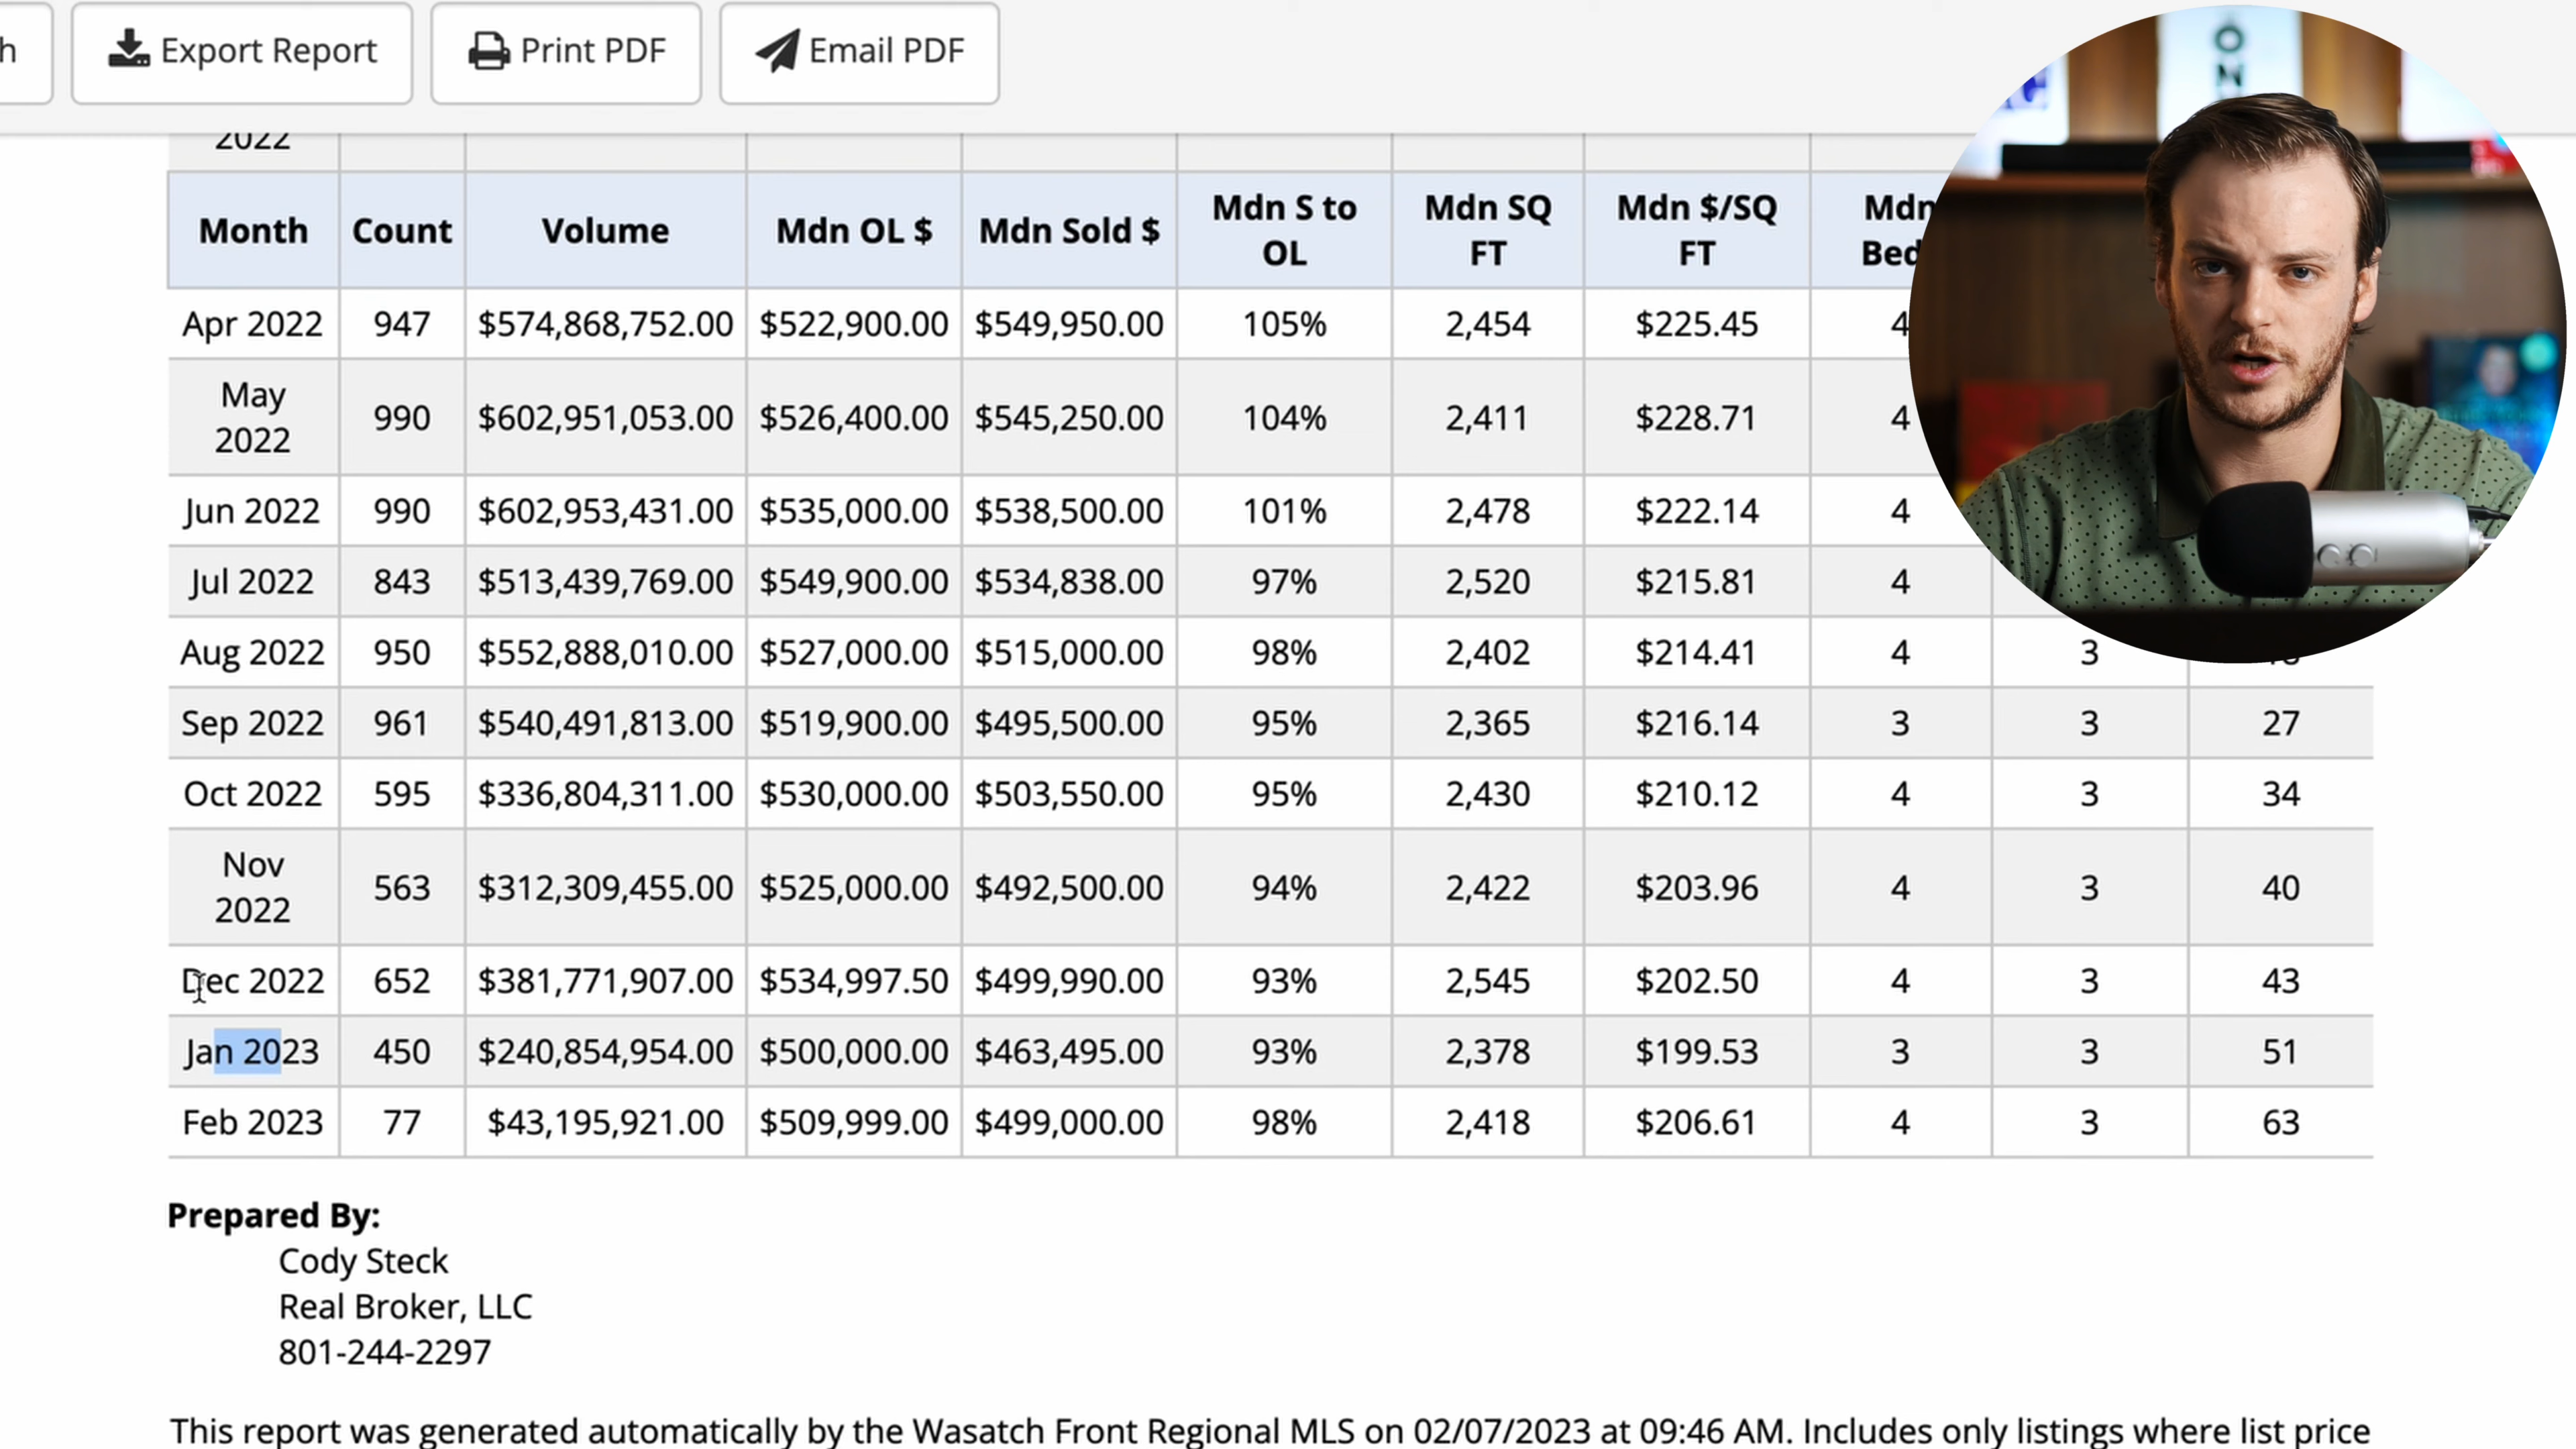 h Export Report Print PDF Email PDF
ON
2022
Month Count Volume Mdn OL $ Mdn Sold $ Mdn S to OL Mdn SQ FT Mdn $/SQ FT Mdn Bed
Apr 2022 947 $574,868,752.00 $522,900.00 $549,950.00 105% 2,454 $225.45 4
May 2022 990 $602,951,053.00 $526,400.00 $545,250.00 104% 2,411 $228.71 4
Jun 2022 990 $602,953,431.00 $535,000.00 $538,500.00 101% 2,478 $222.14 4
Jul 2022 843 $513,439,769.00 $549,900.00 $534,838.00 97% 2,520 $215.81 4
Aug 2022 950 $552,888,010.00 $527,000.00 $515,000.00 98% 2,402 $214.41 4 3
Sep 2022 961 $540,491,813.00 $519,900.00 $495,500.00 95% 2,365 $216.14 3 3 27
Oct 2022 595 $336,804,311.00 $530,000.00 $503,550.00 95% 2,430 $210.12 4 3 34
Nov 2022 563 $312,309,455.00 $525,000.00 $492,500.00 94% 2,422 $203.96 4 3 40
Dec 2022 652 $381,771,907.00 $534,997.50 $499,990.00 93% 2,545 $202.50 4 3 43
Jan 2023 450 $240,854,954.00 $500,000.00 $463,495.00 93% 2,378 $199.53 3 3 51
Feb 2023 77 $43,195,921.00 $509,999.00 $499,000.00 98% 2,418 $206.61 4 3 63
Prepared By:
Cody Steck
Real Broker, LLC
801-244-2297
This report was generated automatically by the Wasatch Front Regional MLS on 02/07/2023 at 09:46 AM. Includes only listings where list price